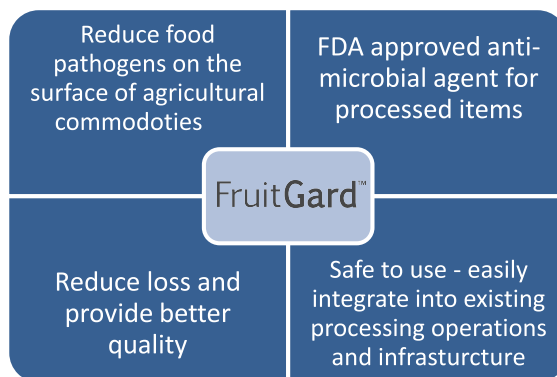 Reduce food
pathogens on the
surface of agricultural
commodoties
FDA approved anti-
microbial agent for
processed items
FruitGard™
Reduce loss and
provide better
quality
Safe to use - easily
integrate into existing
processing operations
and infrasturcture